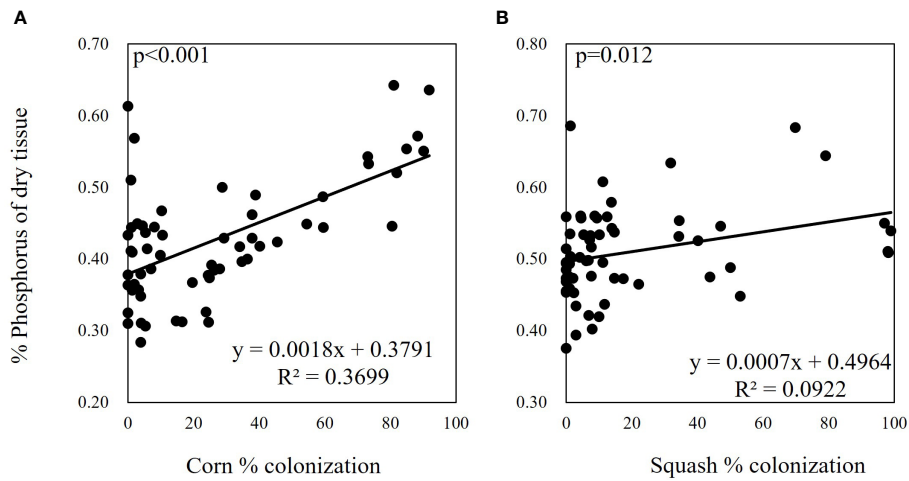 A
B
% Phosphorus of dry tissue
0.70
0.60
0.50
0.40
0.30
0.20
p<0.001
y = 0.0018x + 0.3791
R² = 0.3699
0 20 40 60 80 100
Corn % colonization
0.80
0.70
0.60
0.50
0.40
0.30
p=0.012
y = 0.0007x + 0.4964
R² = 0.0922
0 20 40 60 80 100
Squash % colonization